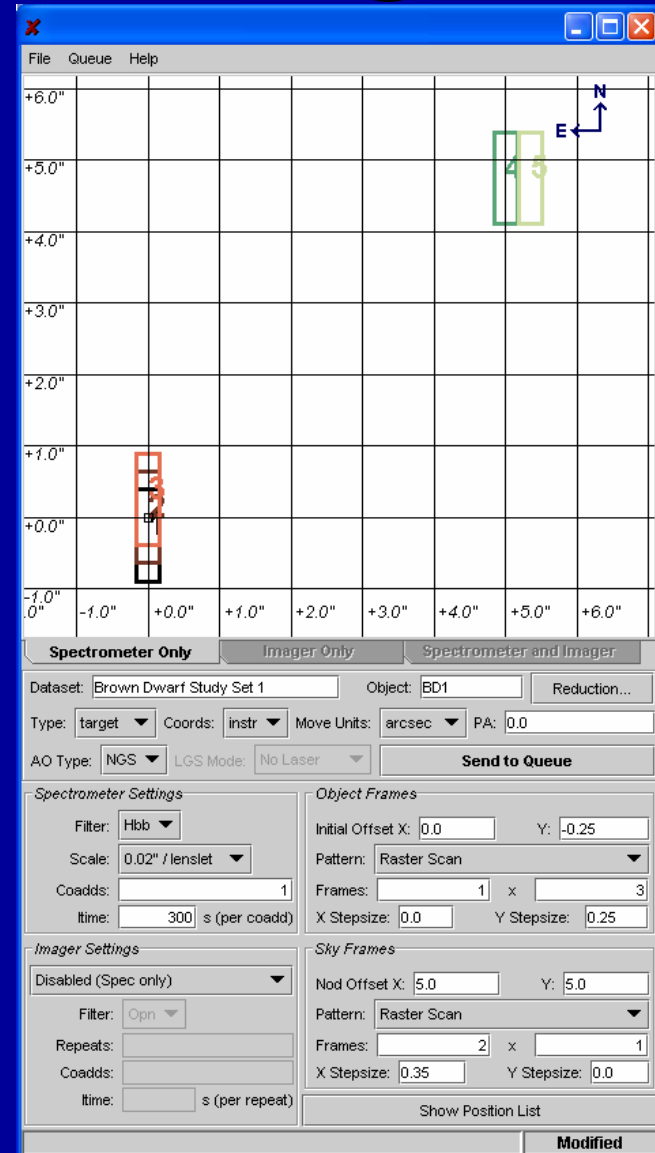 File Queue Help
+6.0"
N
E
+5.0"
4 5
+4.0"
+3.0"
+2.0"
+1.0"
3
+0.0"
-1.0"
.0" -1.0" +0.0" +1.0" +2.0" +3.0" +4.0" +5.0" +6.0"
Spectrometer Only Imager Only Spectrometer and Imager
Dataset: Brown Dwarf Study Set 1 Object: BD1 Reduction...
Type: target Coords: instr Move Units: arcsec PA: 0.0
AO Type: NGS LGS Mode: No Laser Send to Queue
Spectrometer Settings
Filter: Hbb
Scale: 0.02" / lenslet
Coadds: 1
Itime: 300 s (per coadd)
Object Frames
Initial Offset X: 0.0 Y: -0.25
Pattern: Raster Scan
Frames: 1 x 3
X Stepsize: 0.0 Y Stepsize: 0.25
Imager Settings
Disabled (Spec only)
Filter: Opn
Repeats:
Coadds:
Itime: s (per repeat)
Sky Frames
Nod Offset X: 5.0 Y: 5.0
Pattern: Raster Scan
Frames: 2 x 1
X Stepsize: 0.35 Y Stepsize: 0.0
Show Position List
Modified